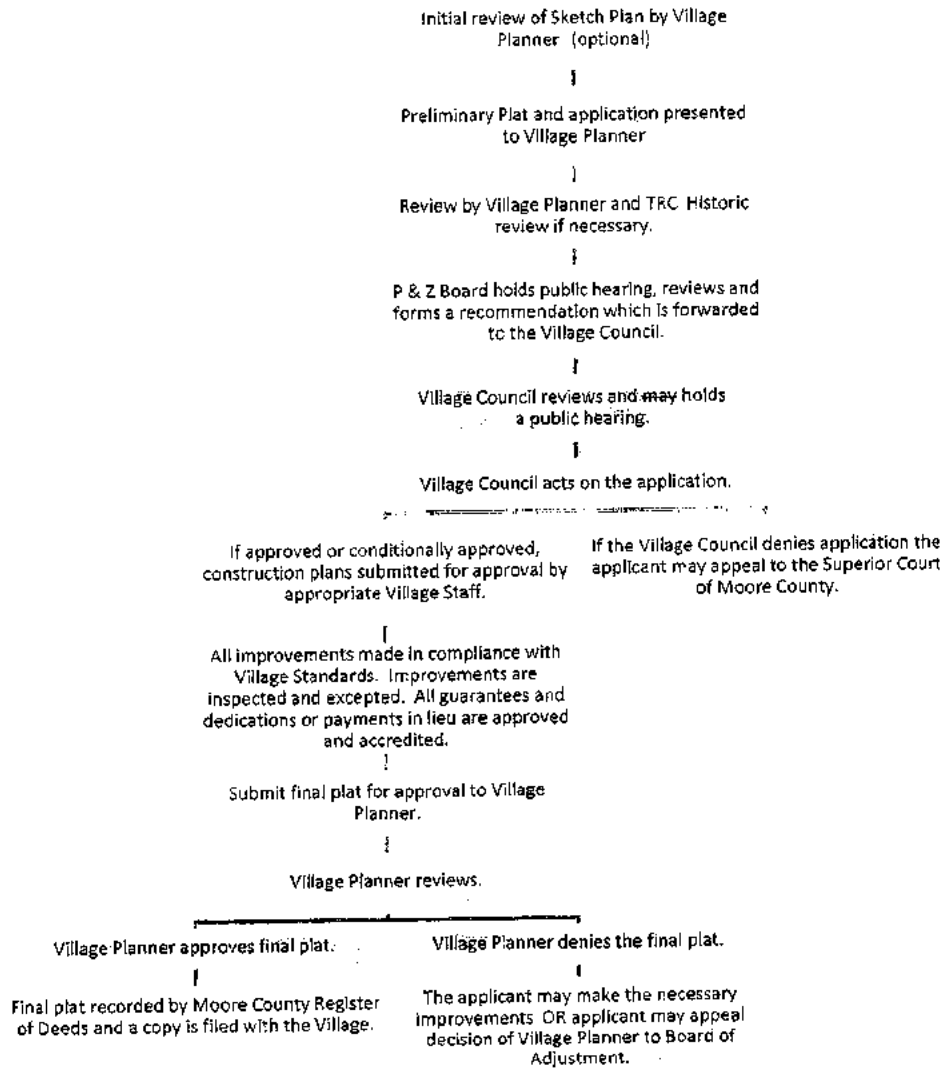 Initial review of Sketch Plan by Village
Planner (optional)
Preliminary Plat and application presented
to Village Planner
Review by Village Planner and TRC Historic
review if necessary.
P & Z Board holds public hearing, reviews and
forms a recommendation which is forwarded
to the Village Council.
Village Council reviews and may holds
a public hearing.
Village Council acts on the application.
If approved or conditionally approved,
construction plans submitted for approval by
appropriate Village Staff.
If the Village Council denies application the
applicant may appeal to the Superior Court
of Moore County.
All improvements made in compliance with
Village Standards. Improvements are
inspected and excepted. All guarantees and
dedications or payments in lieu are approved
and accredited.
Submit final plat for approval to Village
Planner.
Village Planner reviews.
Village Planner approves final plat.
Village Planner denies the final plat.
Final plat recorded by Moore County Register
of Deeds and a copy is filed with the Village.
The applicant may make the necessary
improvements OR applicant may appeal
decision of Village Planner to Board of
Adjustment.